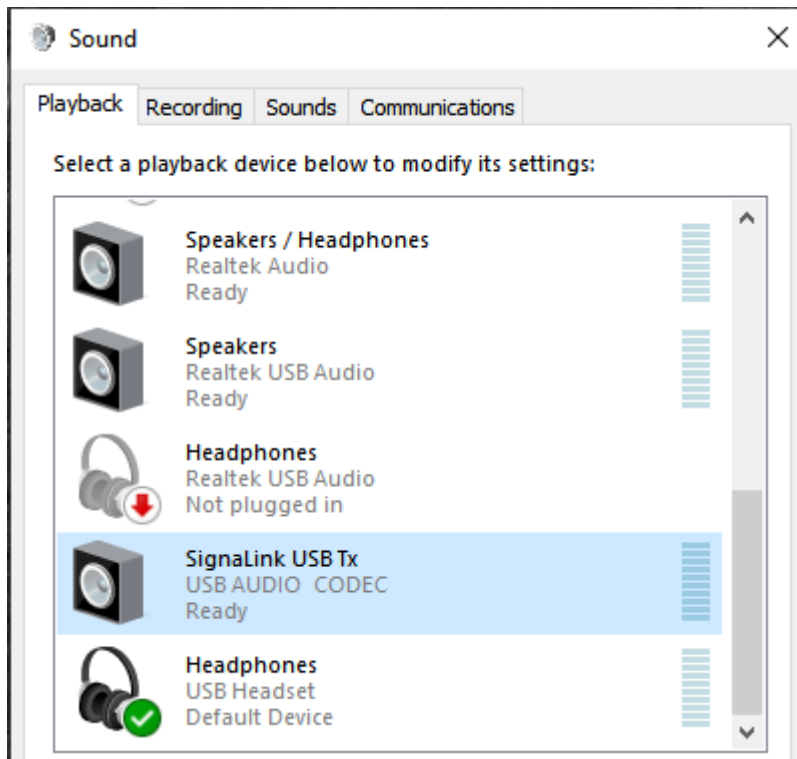 Sound
Playback Recording Sounds Communications
Select a playback device below to modify its settings:
Speakers / Headphones
Realtek Audio
Ready
Speakers
Realtek USB Audio
Ready
Headphones
Realtek USB Audio
Not plugged in
SignaLink USB Tx
USB AUDIO  CODEC
Ready
Headphones
USB Headset
Default Device